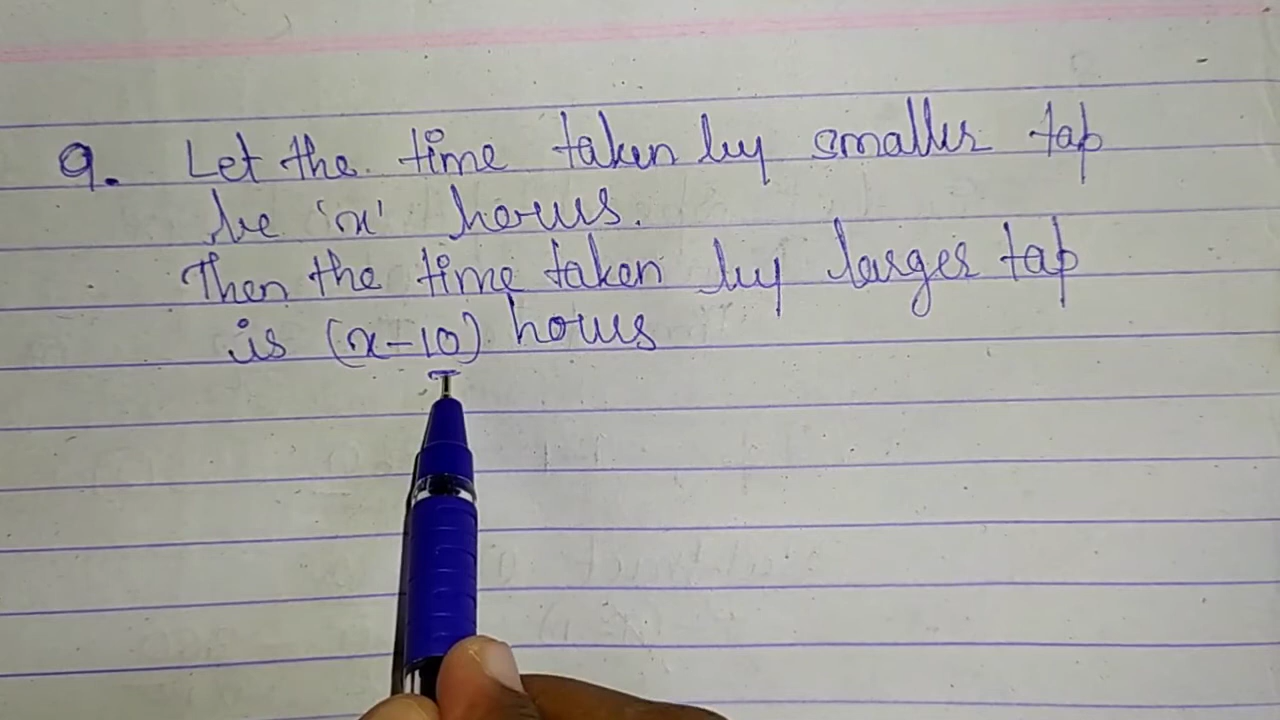 9. Let the time taken by smaller tap
be 'x' hours.
Then the time taken by larger tap
is (x-10) hours